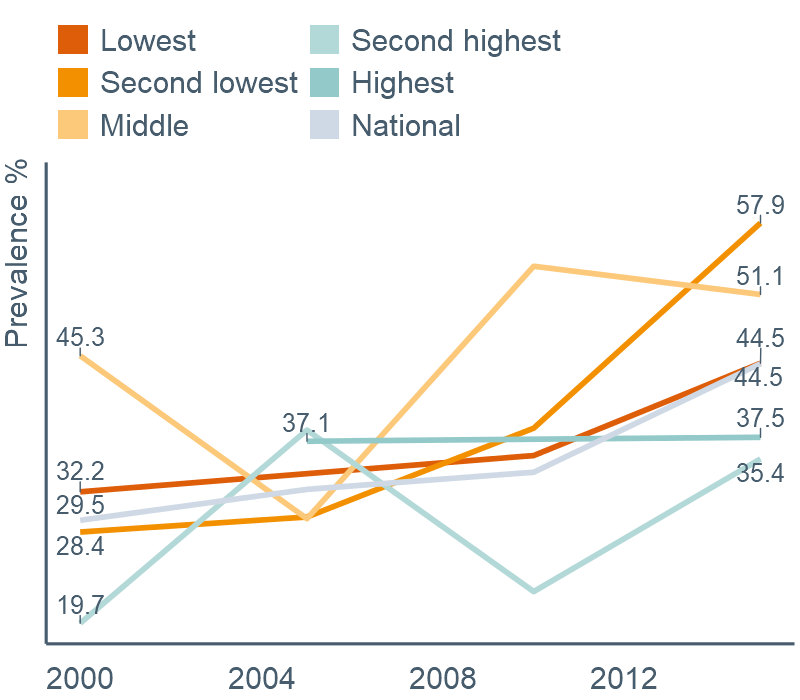 Lowest
Second lowest
Middle
Second highest
Highest
National
Prevalence %
57.9
51.1
45.3
44.5
44.5
37.1
37.5
32.2
35.4
29.5
28.4
19.7
2000 2004 2008 2012